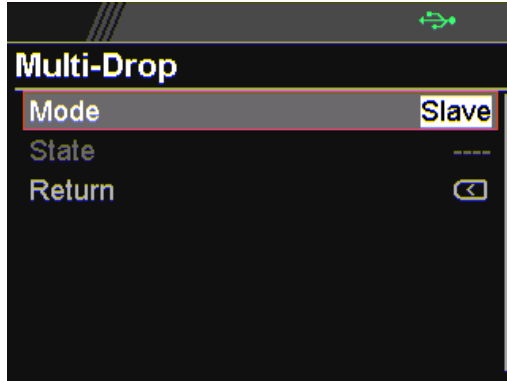 Multi-Drop
Mode Slave
State ----
Return